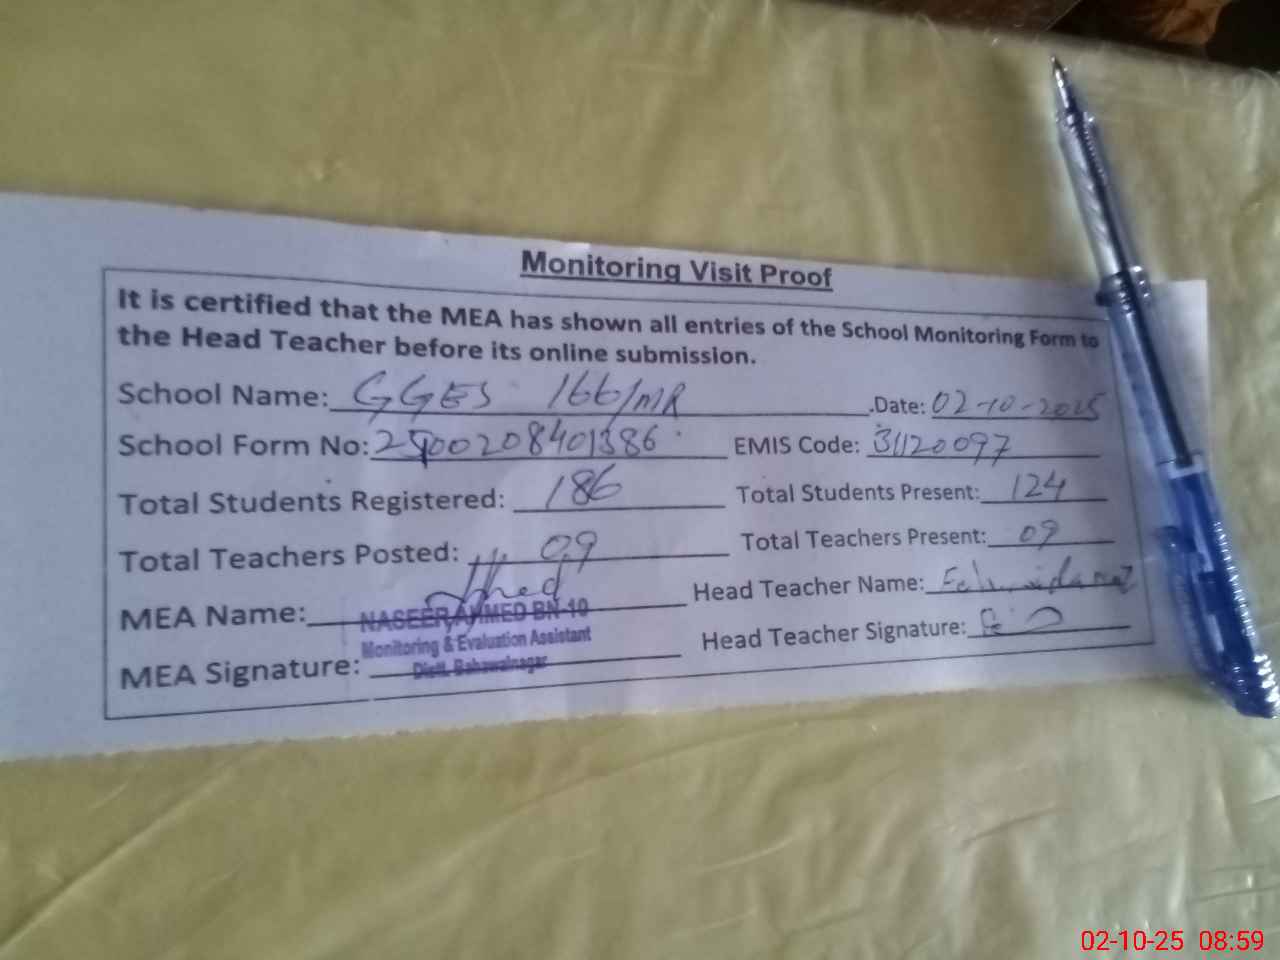 Monitoring Visit Proof
It is certified that the MEA has shown all entries of the School Monitoring Form to
the Head Teacher before its online submission.
School Name: GGES 166/MR .Date: 02-10-2025
School Form No: 2500208401386 EMIS Code: 31120097
Total Students Registered: 186 Total Students Present: 124
Total Teachers Posted: 09 Total Teachers Present: 09
MEA Name: Head Teacher Name:
NASEER AHMED BN-10
Monitoring & Evaluation Assistant
Distt. Bahawalnagar
MEA Signature: Head Teacher Signature:
02-10-25 08:59